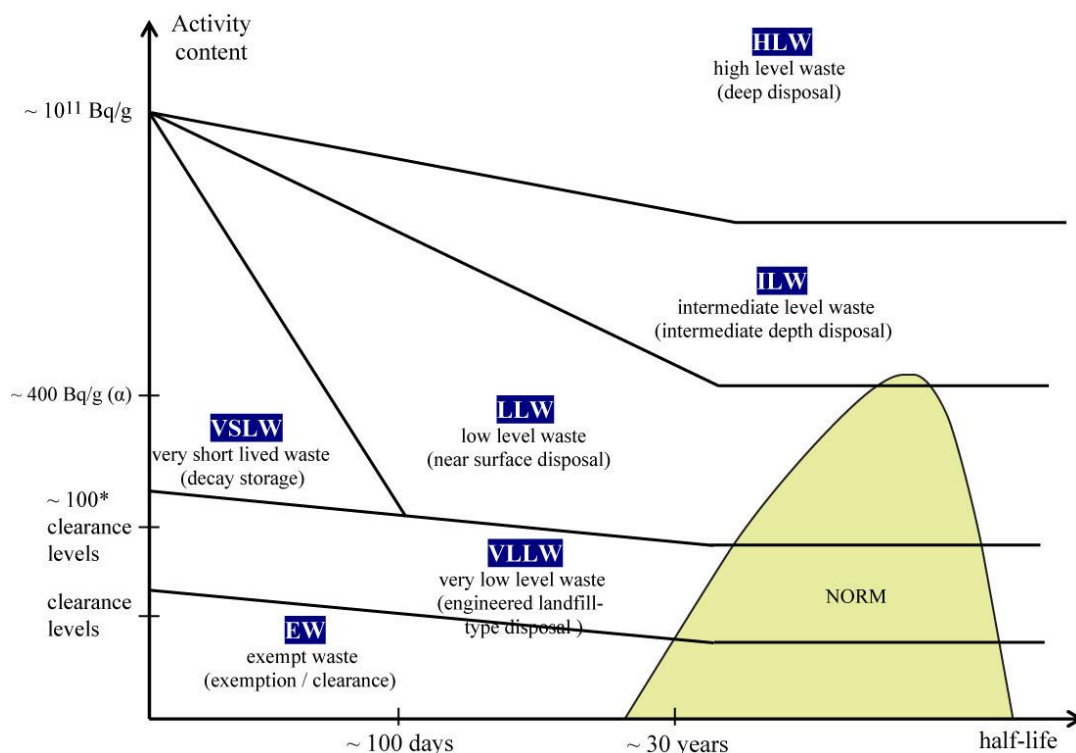 Activity
content
HLW
high level waste
(deep disposal)
~ 10¹¹ Bq/g
ILW
intermediate level waste
(intermediate depth disposal)
~ 400 Bq/g (α)
VSLW
very short lived waste
(decay storage)
LLW
low level waste
(near surface disposal)
~ 100*
clearance
levels
VLLW
very low level waste
(engineered landfill-
type disposal )
NORM
clearance
levels
EW
exempt waste
(exemption / clearance)
~ 100 days
~ 30 years
half-life